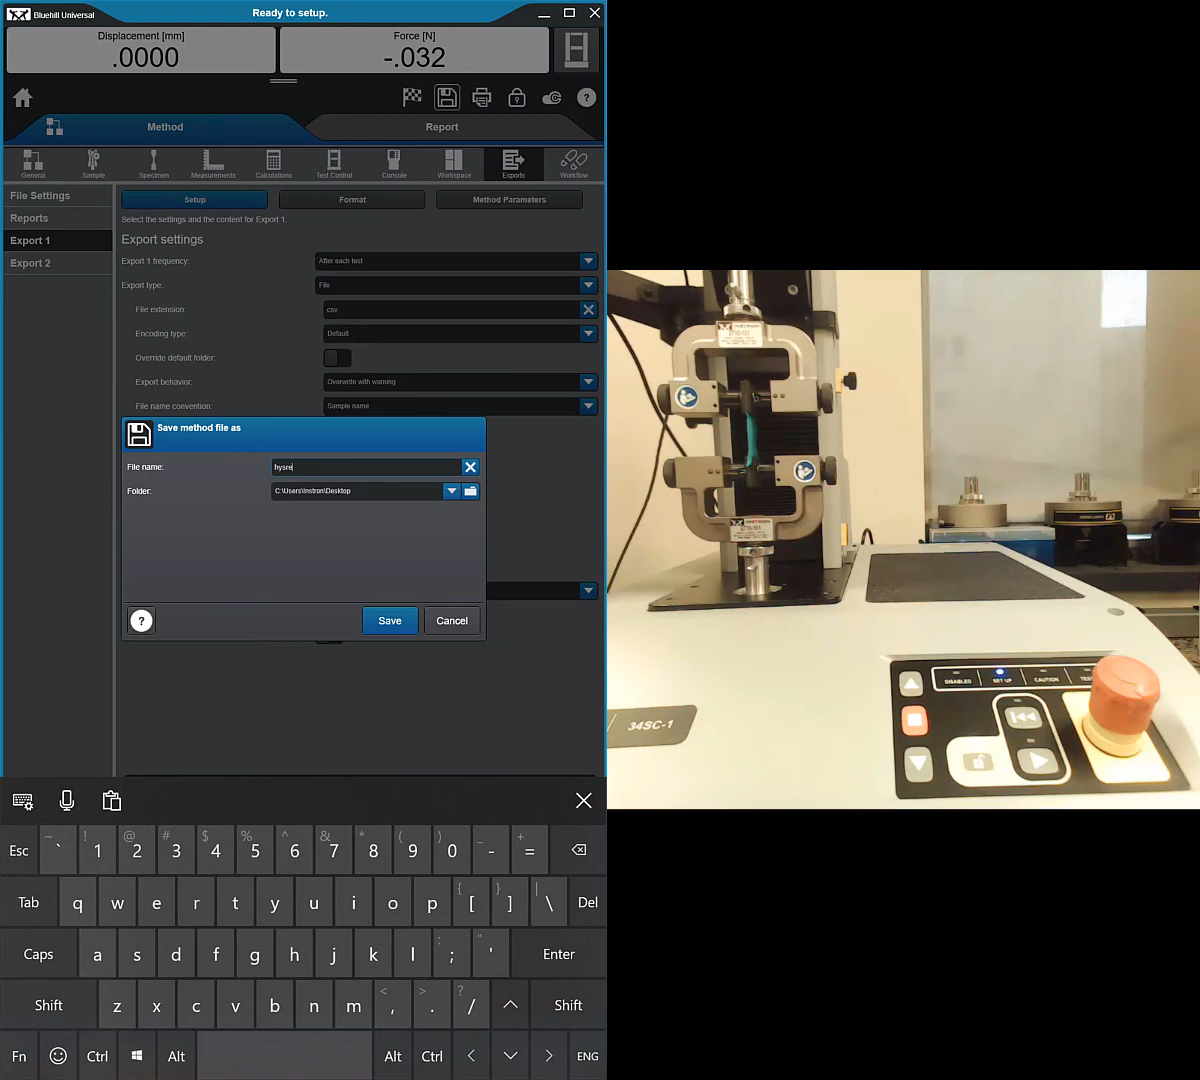 Bluehill Universal
Ready to setup.
Displacement [mm]
.0000
Force [N]
-.032
?
Method
Report
General
Sample
Specimen
Measurements
Calculations
Test Control
Console
Workspace
Exports
Workflow
File Settings
Reports
Export 1
Export 2
Setup
Format
Method Parameters
Select the settings and the content for Export 1.
Export settings
Export 1 frequency:
After each test
Export type:
File
File extension:
csv
Encoding type:
Default
Override default folder:
Export behavior:
Overwrite with warning
File name convention:
Sample name
Save method file as
File name:
hysre
Folder:
C:\Users\Instron\Desktop
?
Save
Cancel
Esc
~ `
! 1
@ 2
# 3
$ 4
% 5
^ 6
& 7
* 8
( 9
) 0
_ -
+ =
Tab
q w e r t y u i o p
{ [
} ]
| \
Del
Caps
a s d f g h j k l
: ;
" '
Enter
Shift
z x c v b n m
< ,
> .
? /
Shift
Fn
Ctrl
Alt
Alt
Ctrl
ENG
INSTRON
2710-101
INSTRON
2710-101
34SC-1
DISABLED
SET UP
CAUTION